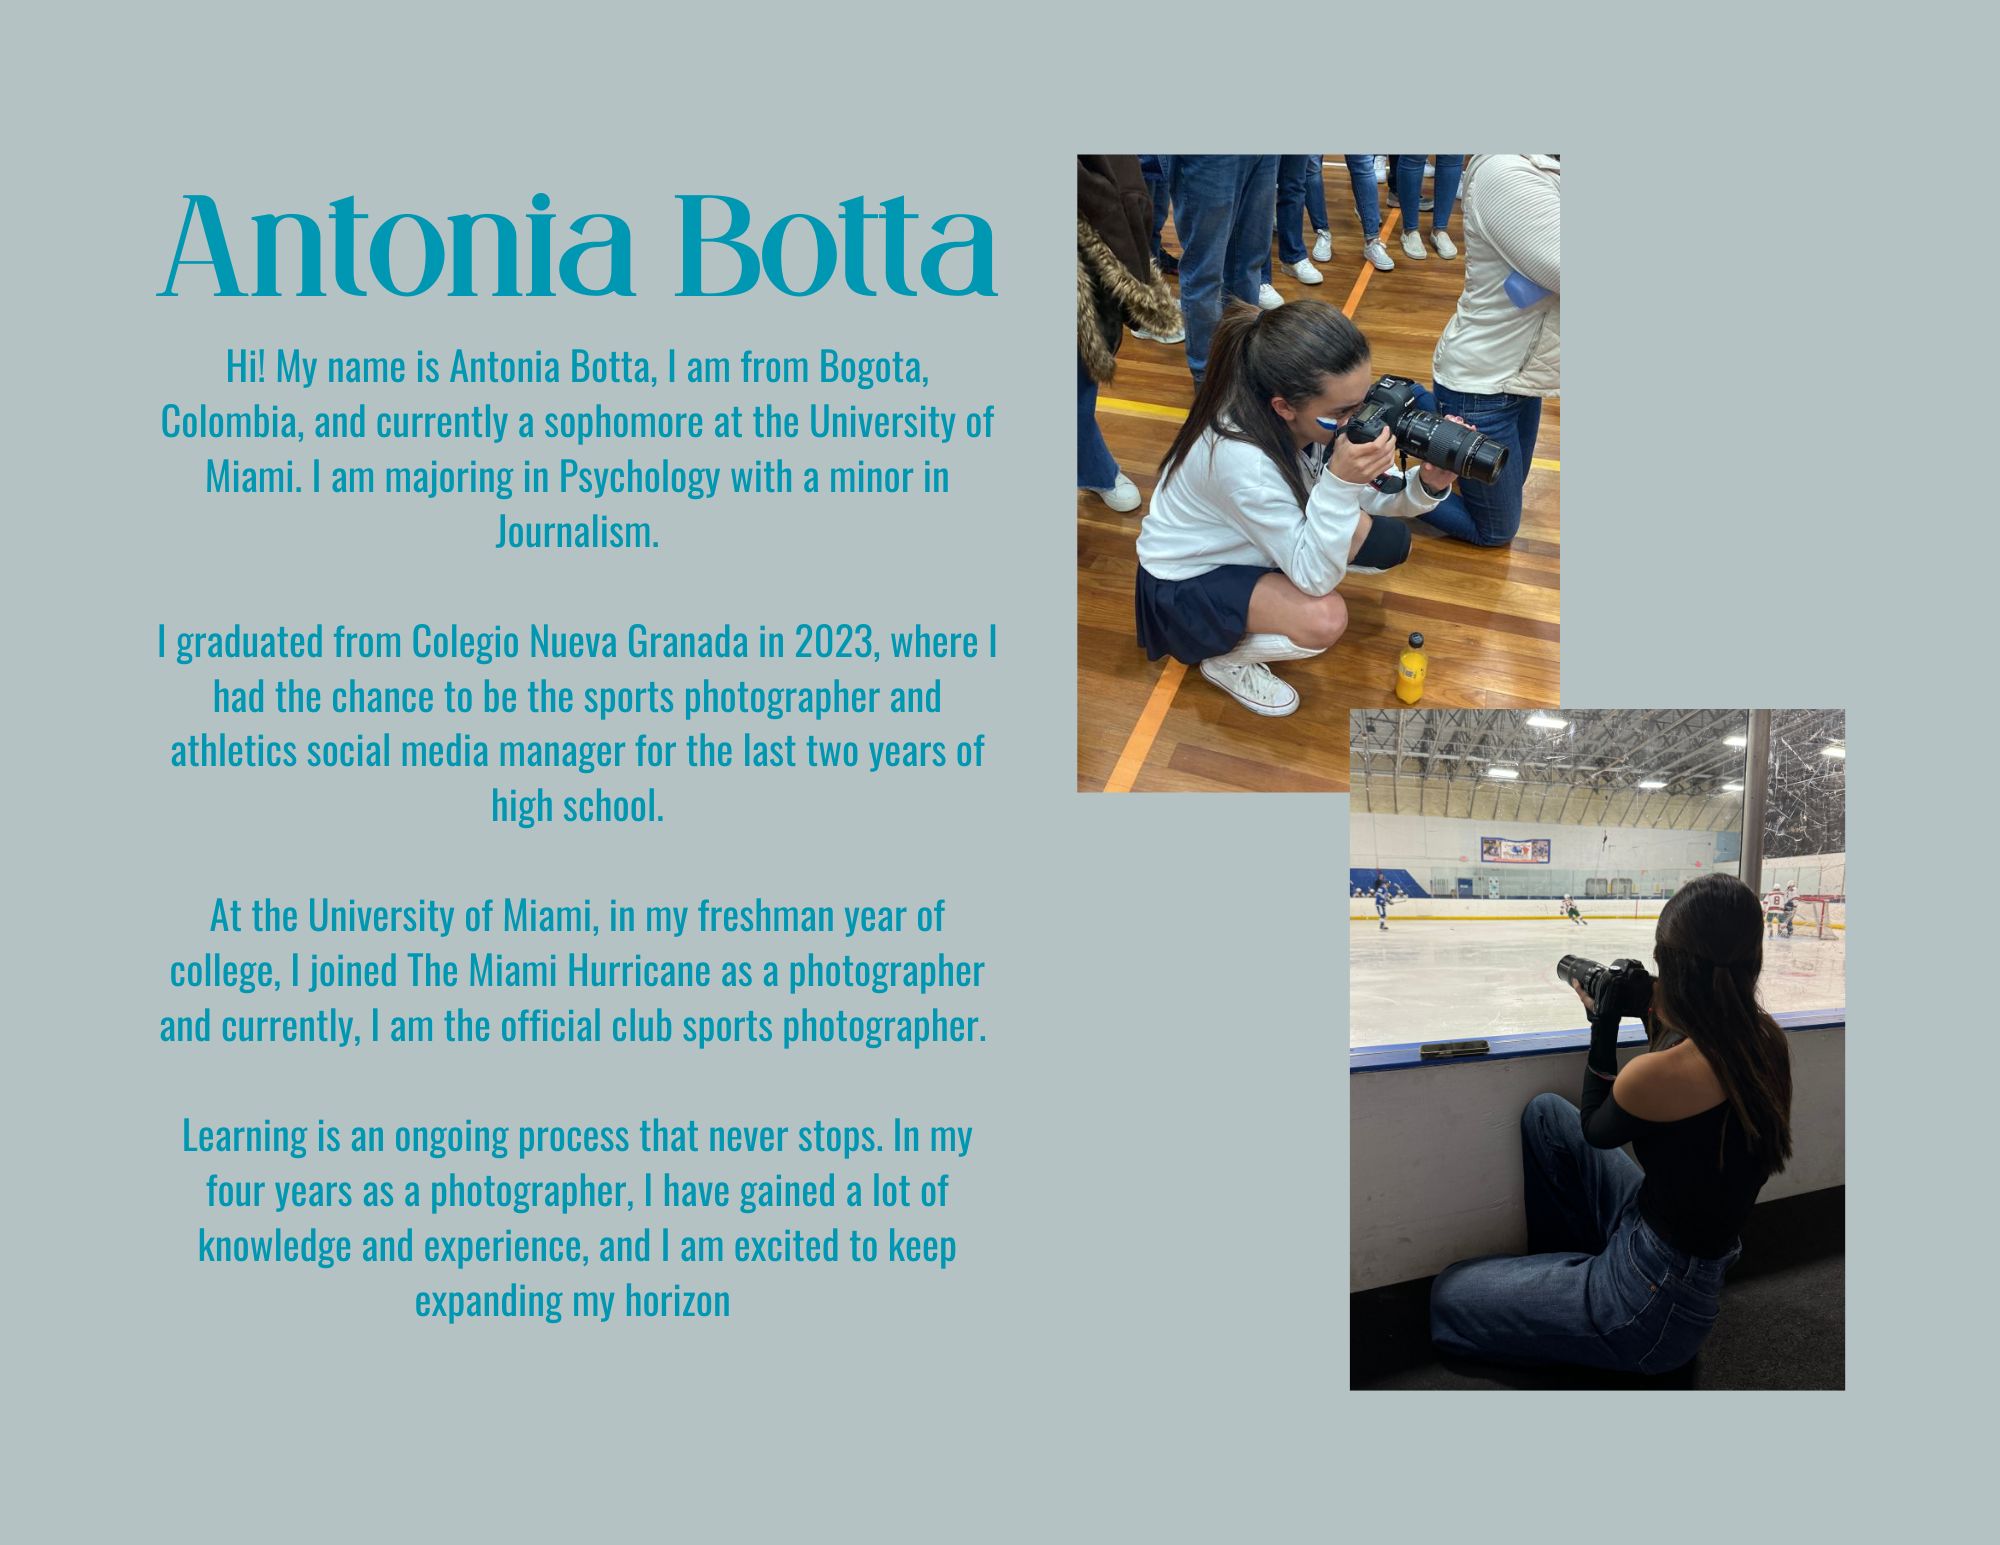 Antonia Botta
Hi! My name is Antonia Botta, I am from Bogota,
Colombia, and currently a sophomore at the University of
Miami. I am majoring in Psychology with a minor in
Journalism.
I graduated from Colegio Nueva Granada in 2023, where I
had the chance to be the sports photographer and
athletics social media manager for the last two years of
high school.
At the University of Miami, in my freshman year of
college, I joined The Miami Hurricane as a photographer
and currently, I am the official club sports photographer.
Learning is an ongoing process that never stops. In my
four years as a photographer, I have gained a lot of
knowledge and experience, and I am excited to keep
expanding my horizon
Canon
8